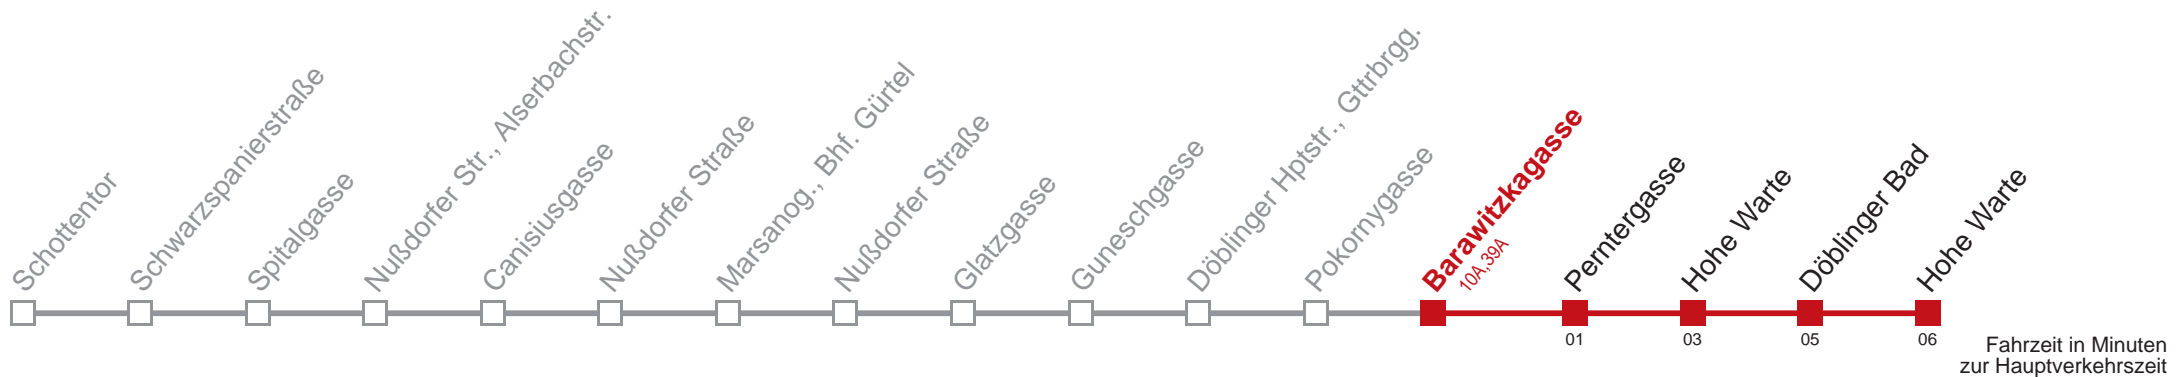 Schottentor
Schwarzspanierstraße
Spitalgasse
Nußdorfer Str., Alserbachstr.
Canisiusgasse
Nußdorfer Straße
Marsanog., Bhf. Gürtel
Nußdorfer Straße
Glatzgasse
Guneschgasse
Döblinger Hptstr., Gttrbrgg.
Pokornygasse
Barawitzkagasse
10A,39A
Perntergasse
Hohe Warte
Döblinger Bad
Hohe Warte
01
03
05
06
Fahrzeit in Minuten
zur Hauptverkehrszeit